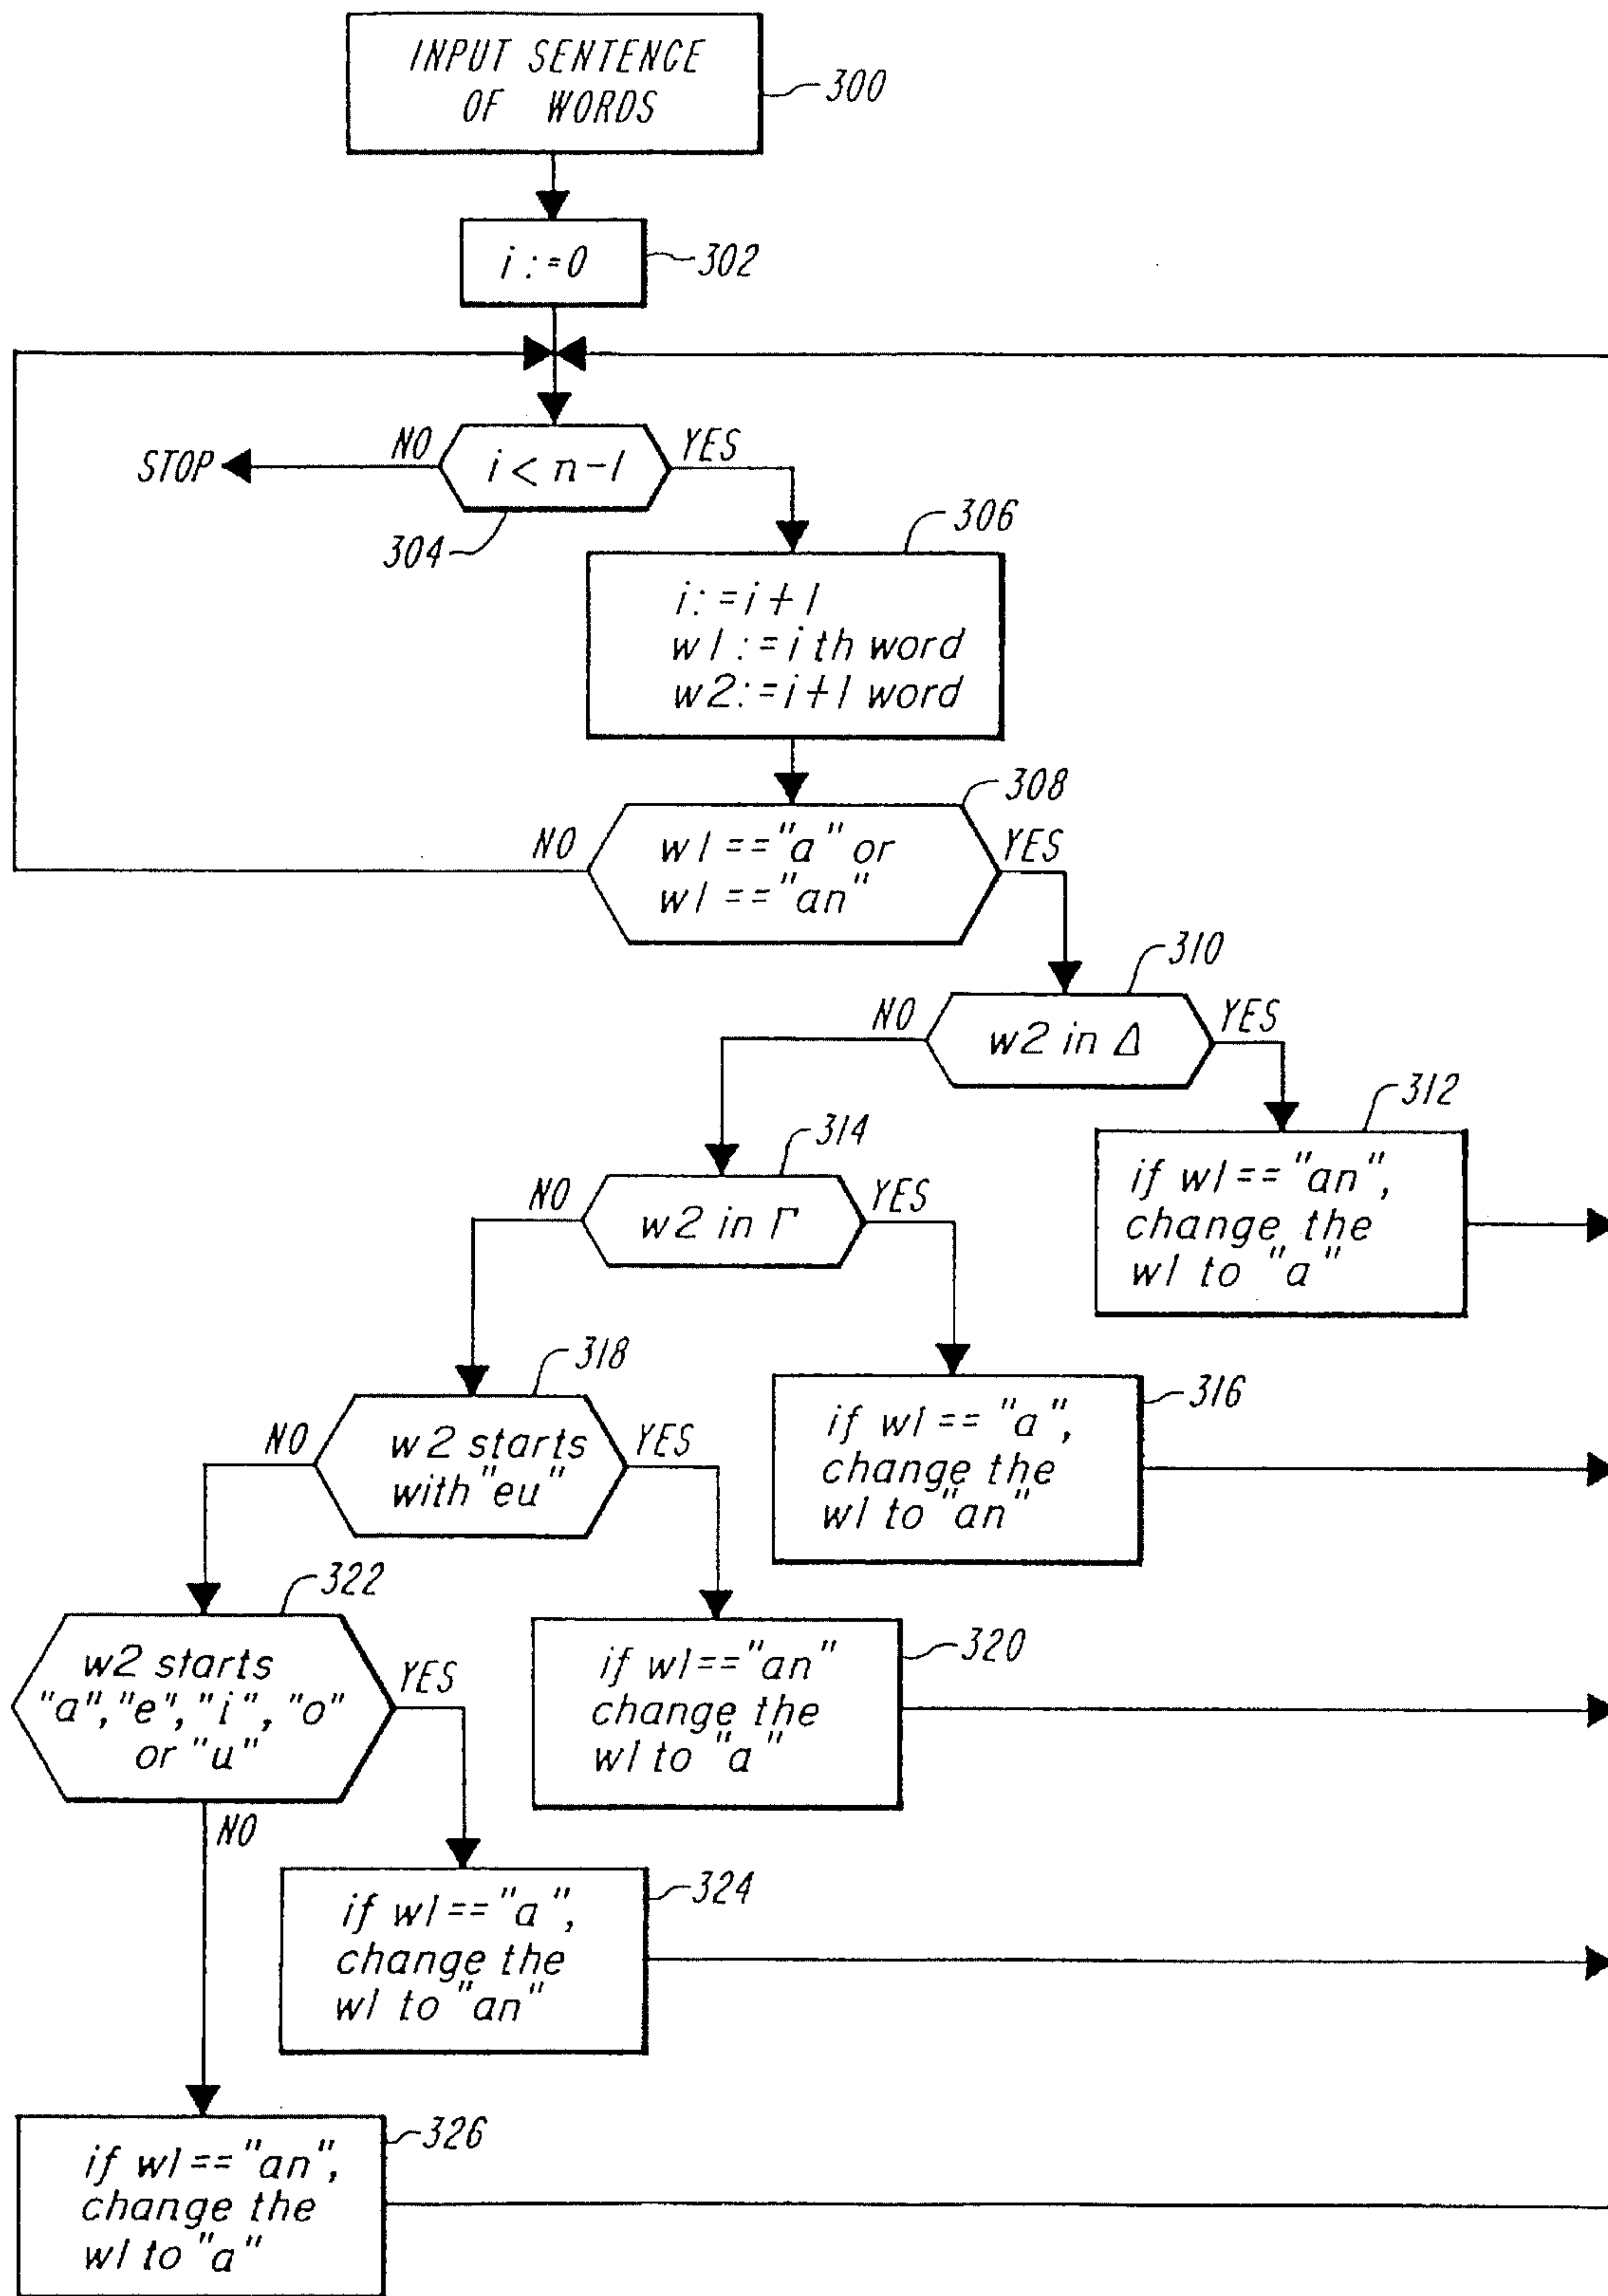 INPUT SENTENCE
OF WORDS
300
i:=0
302
NO
YES
STOP
i<n-1
304
306
i:=i+1
w1:=i th word
w2:=i+1 word
308
NO
w1=="a" or
w1=="an"
YES
310
NO
w2 in Δ
YES
312
if w1=="an",
change the
w1 to "a"
314
NO
w2 in Γ
YES
316
if w1=="a",
change the
w1 to "an"
318
NO
w2 starts
with "eu"
YES
320
if w1=="an"
change the
w1 to "a"
322
w2 starts
"a","e","i","o"
or "u"
YES
NO
324
if w1=="a",
change the
w1 to "an"
326
if w1=="an",
change the
w1 to "a"